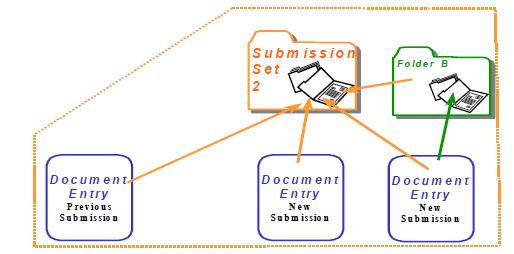 Submission
Set
2
Folder B
Document
Entry
Previous
Submission
Document
Entry
New
Submission
Document
Entry
New
Submission